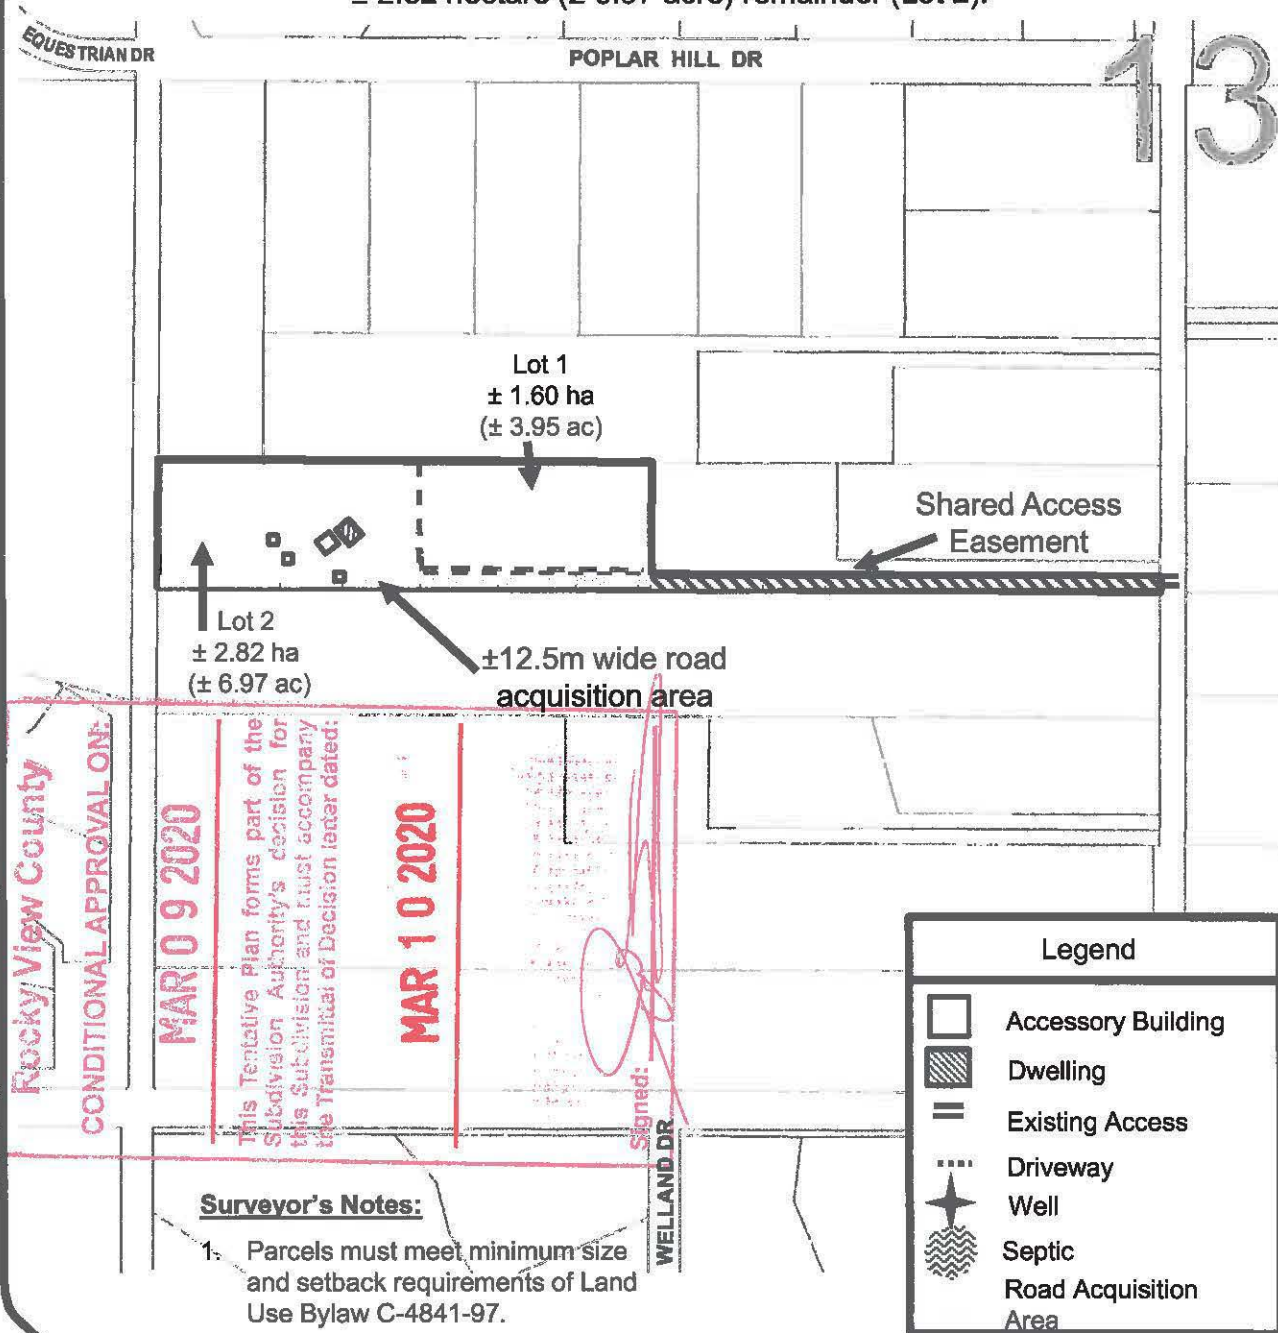 EQUESTRIAN DR
POPLAR HILL DR
13
Lot 1
± 1.60 ha
(± 3.95 ac)
Shared Access
Easement
Lot 2
± 2.82 ha
(± 6.97 ac)
±12.5m wide road
acquisition area
Rocky View County
CONDITIONAL APPROVAL ON:
MAR 09 2020
This Tentative Plan forms part of the
Subdivision Authority's decision for
this Subdivision and must accompany
the Transmittal of Decision letter dated:
MAR 10 2020
Signed:
WELLAND DR
Legend
Accessory Building
Dwelling
Existing Access
Driveway
Well
Septic
Road Acquisition
Area
Surveyor's Notes:
1. Parcels must meet minimum size
and setback requirements of Land
Use Bylaw C-4841-97.